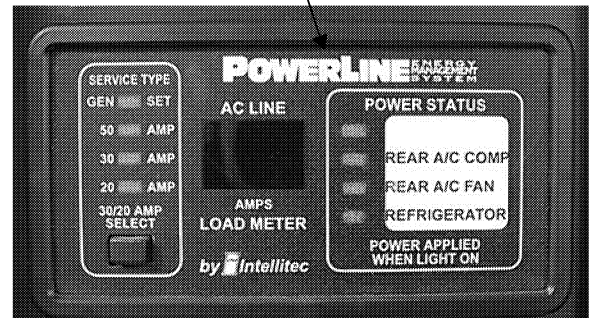 POWERLINE ENERGY MANAGEMENT SYSTEM
SERVICE TYPE
GEN SET
50 AMP
30 AMP
20 AMP
30/20 AMP
SELECT
AC LINE
AMPS
LOAD METER
by Intellitec
POWER STATUS
REAR A/C COMP
REAR A/C FAN
REFRIGERATOR
POWER APPLIED
WHEN LIGHT ON